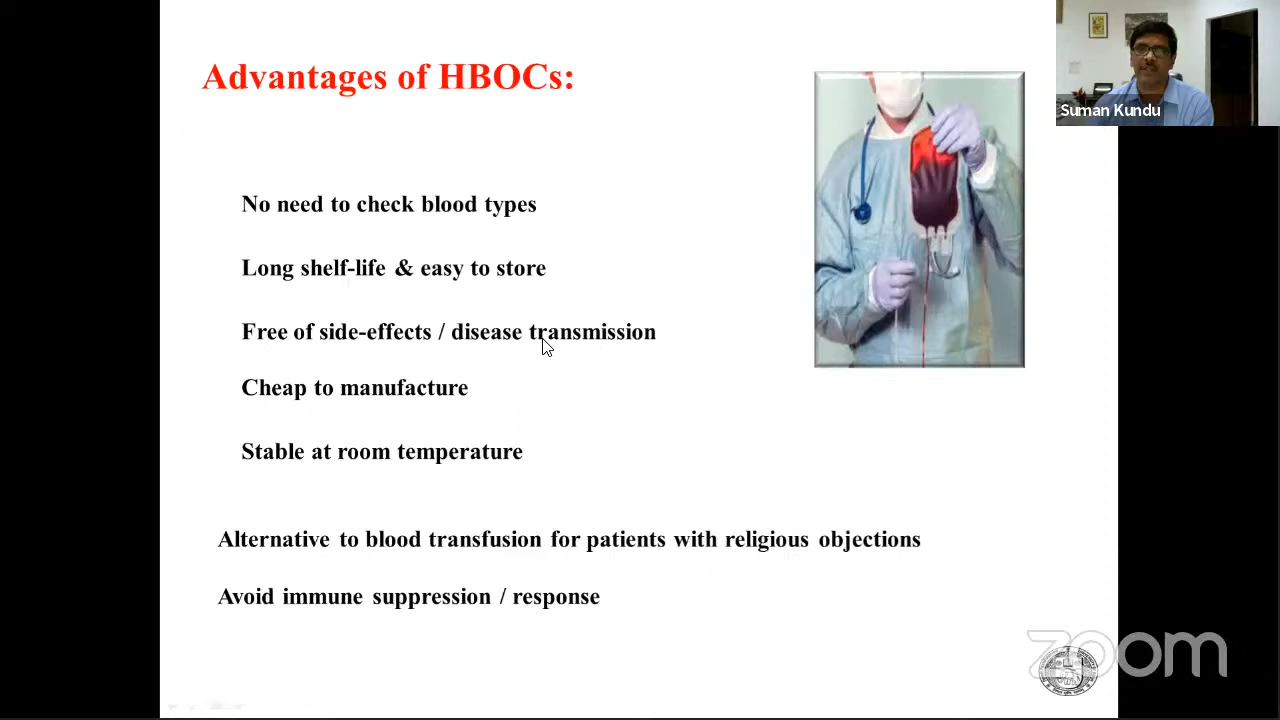 Advantages of HBOCs:
Suman Kundu
No need to check blood types
Long shelf-life & easy to store
Free of side-effects / disease transmission
Cheap to manufacture
Stable at room temperature
Alternative to blood transfusion for patients with religious objections
Avoid immune suppression / response
zoom